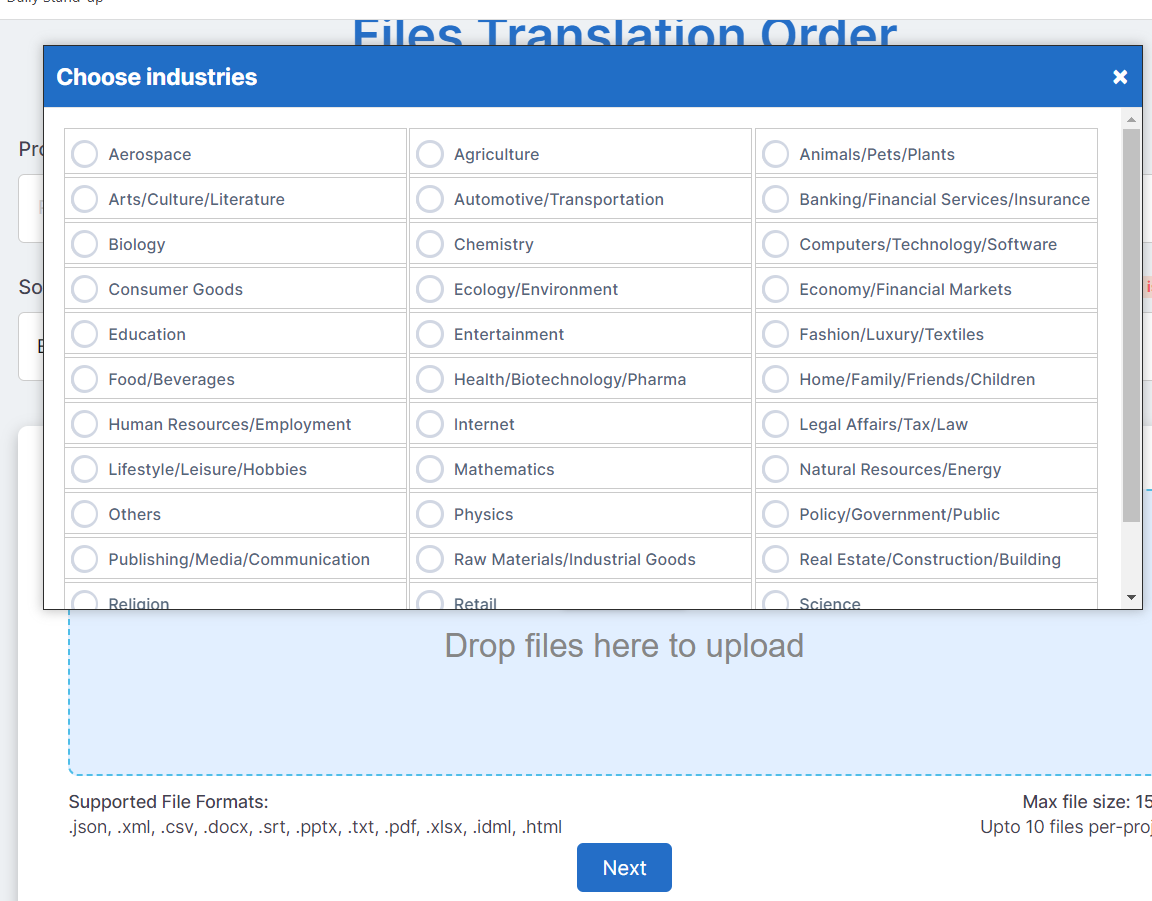 Daily Stand-up
Files Translation Order
Choose industries
Aerospace
Agriculture
Animals/Pets/Plants
Arts/Culture/Literature
Automotive/Transportation
Banking/Financial Services/Insurance
Biology
Chemistry
Computers/Technology/Software
Consumer Goods
Ecology/Environment
Economy/Financial Markets
Education
Entertainment
Fashion/Luxury/Textiles
Food/Beverages
Health/Biotechnology/Pharma
Home/Family/Friends/Children
Human Resources/Employment
Internet
Legal Affairs/Tax/Law
Lifestyle/Leisure/Hobbies
Mathematics
Natural Resources/Energy
Others
Physics
Policy/Government/Public
Publishing/Media/Communication
Raw Materials/Industrial Goods
Real Estate/Construction/Building
Religion
Retail
Science
Drop files here to upload
Supported File Formats:
Max file size: 15
.json, .xml, .csv, .docx, .srt, .pptx, .txt, .pdf, .xlsx, .idml, .html
Upto 10 files per-proj
Next